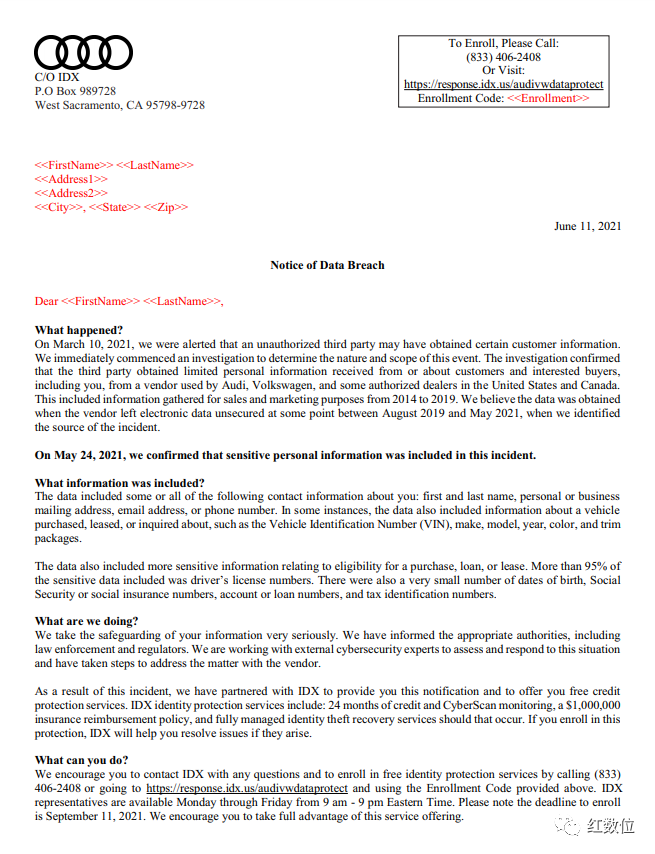 C/O IDX
P.O Box 989728
West Sacramento, CA 95798-9728
To Enroll, Please Call:
(833) 406-2408
Or Visit:
https://response.idx.us/audivwdataprotect
Enrollment Code: <<Enrollment>>
<<FirstName>> <<LastName>>
<<Address1>>
<<Address2>>
<<City>>, <<State>> <<Zip>>
June 11, 2021
Notice of Data Breach
Dear <<FirstName>> <<LastName>>,
What happened?
On March 10, 2021, we were alerted that an unauthorized third party may have obtained certain customer information.
We immediately commenced an investigation to determine the nature and scope of this event. The investigation confirmed
that the third party obtained limited personal information received from or about customers and interested buyers,
including you, from a vendor used by Audi, Volkswagen, and some authorized dealers in the United States and Canada.
This included information gathered for sales and marketing purposes from 2014 to 2019. We believe the data was obtained
when the vendor left electronic data unsecured at some point between August 2019 and May 2021, when we identified
the source of the incident.
On May 24, 2021, we confirmed that sensitive personal information was included in this incident.
What information was included?
The data included some or all of the following contact information about you: first and last name, personal or business
mailing address, email address, or phone number. In some instances, the data also included information about a vehicle
purchased, leased, or inquired about, such as the Vehicle Identification Number (VIN), make, model, year, color, and trim
packages.
The data also included more sensitive information relating to eligibility for a purchase, loan, or lease. More than 95% of
the sensitive data included was driver's license numbers. There were also a very small number of dates of birth, Social
Security or social insurance numbers, account or loan numbers, and tax identification numbers.
What are we doing?
We take the safeguarding of your information very seriously. We have informed the appropriate authorities, including
law enforcement and regulators. We are working with external cybersecurity experts to assess and respond to this situation
and have taken steps to address the matter with the vendor.
As a result of this incident, we have partnered with IDX to provide you this notification and to offer you free credit
protection services. IDX identity protection services include: 24 months of credit and CyberScan monitoring, a $1,000,000
insurance reimbursement policy, and fully managed identity theft recovery services should that occur. If you enroll in this
protection, IDX will help you resolve issues if they arise.
What can you do?
We encourage you to contact IDX with any questions and to enroll in free identity protection services by calling (833)
406-2408 or going to https://response.idx.us/audivwdataprotect and using the Enrollment Code provided above. IDX
representatives are available Monday through Friday from 9 am - 9 pm Eastern Time. Please note the deadline to enroll
is September 11, 2021. We encourage you to take full advantage of this service offering.
红数位